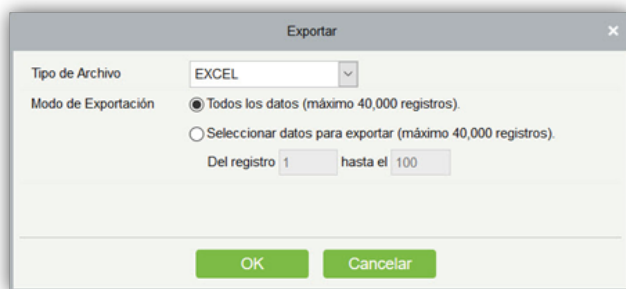 Exportar
Tipo de Archivo EXCEL
Modo de Exportación Todos los datos (máximo 40,000 registros).
Seleccionar datos para exportar (máximo 40,000 registros).
Del registro 1 hasta el 100
OK Cancelar